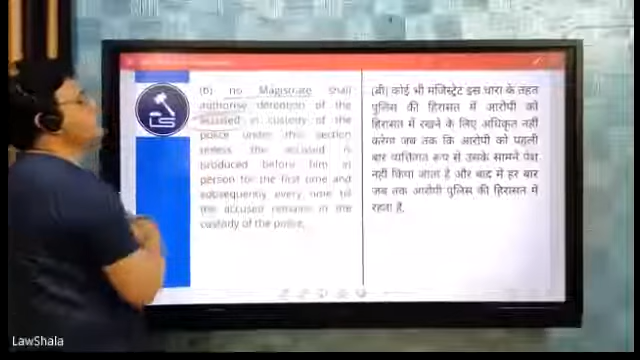 (b) no Magistrate shall
authorise detention of the
accused in custody of the
police under this section
unless the accused is
produced before him in
person for the first time and
subsequently every time till
the accused remains in the
custody of the police,
(बी) कोई भी मजिस्ट्रेट इस धारा के तहत
पुलिस की हिरासत में आरोपी को
हिरासत में रखने के लिए अधिकृत नहीं
करेगा जब तक कि आरोपी को पहली
बार व्यक्तिगत रूप से उसके सामने पेश
नहीं किया जाता है और बाद में हर बार
जब तक आरोपी पुलिस की हिरासत में
रहता है.
LS
LawShala